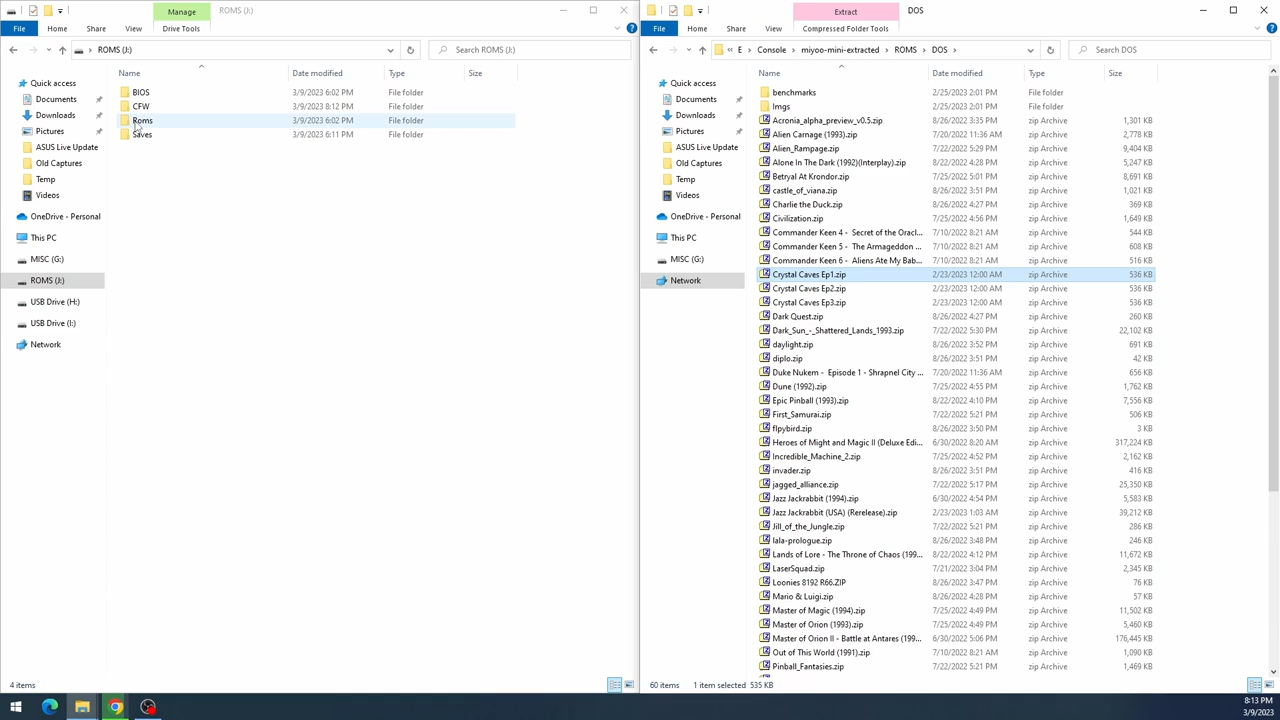 Manage
ROMS (J:)
File
Home
Share
View
Drive Tools
ROMS (J:)
Search ROMS (J:)
Name
Date modified
Type
Size
Quick access
Documents
Downloads
Pictures
ASUS Live Update
Old Captures
Temp
Videos
OneDrive - Personal
This PC
MISC (G:)
ROMS (J:)
USB Drive (H:)
USB Drive (I:)
Network
BIOS 3/9/2023 6:02 PM File folder
CFW 3/9/2023 8:12 PM File folder
Roms 3/9/2023 6:02 PM File folder
Saves 3/9/2023 6:11 PM File folder
4 items
Extract
DOS
File
Home
Share
View
Compressed Folder Tools
« E > Console > miyoo-mini-extracted > ROMS > DOS >
Search DOS
Name
Date modified
Type
Size
Quick access
Documents
Downloads
Pictures
ASUS Live Update
Old Captures
Temp
Videos
OneDrive - Personal
This PC
MISC (G:)
Network
benchmarks 2/25/2023 2:01 PM File folder
Imgs 2/25/2023 2:01 PM File folder
Acronia_alpha_preview_v0.5.zip 8/26/2022 3:35 PM zip Archive 1,301 KB
Alien Carnage (1993).zip 7/20/2022 11:36 AM zip Archive 2,778 KB
Alien_Rampage.zip 7/22/2022 5:29 PM zip Archive 9,404 KB
Alone In The Dark (1992)(Interplay).zip 7/22/2022 5:21 PM zip Archive 5,247 KB
Betryal At Krondor.zip 7/25/2022 5:01 PM zip Archive 8,691 KB
castle_of_viana.zip 8/26/2022 3:51 PM zip Archive 1,021 KB
Charlie the Duck.zip 8/26/2022 4:27 PM zip Archive 369 KB
Civilization.zip 7/25/2022 4:56 PM zip Archive 1,649 KB
Commander Keen 4 - Secret of the Oracl... 7/10/2022 8:21 AM zip Archive 544 KB
Commander Keen 5 - The Armageddon ... 7/10/2022 8:21 AM zip Archive 608 KB
Commander Keen 6 - Aliens Ate My Bab... 7/10/2022 8:21 AM zip Archive 516 KB
Crystal Caves Ep1.zip 2/23/2023 12:00 AM zip Archive 536 KB
Crystal Caves Ep2.zip 2/23/2023 12:00 AM zip Archive 536 KB
Crystal Caves Ep3.zip 2/23/2023 12:00 AM zip Archive 536 KB
Dark Quest.zip 8/26/2022 4:27 PM zip Archive 260 KB
Dark_Sun_-_Shattered_Lands_1993.zip 7/22/2022 5:30 PM zip Archive 22,102 KB
daylight.zip 8/26/2022 3:52 PM zip Archive 691 KB
diplo.zip 8/26/2022 3:51 PM zip Archive 42 KB
Duke Nukem - Episode 1 - Shrapnel City ... 7/20/2022 11:36 AM zip Archive 656 KB
Dune (1992).zip 7/25/2022 4:55 PM zip Archive 1,762 KB
Epic Pinball (1993).zip 8/22/2022 4:10 PM zip Archive 7,556 KB
First_Samurai.zip 7/22/2022 5:21 PM zip Archive 506 KB
flpybird.zip 8/26/2022 3:50 PM zip Archive 3 KB
Heroes of Might and Magic II (Deluxe Edi... 6/30/2022 8:20 AM zip Archive 317,224 KB
Incredible_Machine_2.zip 7/25/2022 4:52 PM zip Archive 2,162 KB
invader.zip 8/26/2022 3:51 PM zip Archive 416 KB
jagged_alliance.zip 7/22/2022 5:17 PM zip Archive 25,350 KB
Jazz Jackrabbit (1994).zip 6/30/2022 4:54 PM zip Archive 5,583 KB
Jazz Jackrabbit (USA) (Rerelease).zip 2/23/2023 1:03 AM zip Archive 39,212 KB
Jill_of_the_Jungle.zip 7/22/2022 5:21 PM zip Archive 286 KB
lala-prologue.zip 8/26/2022 3:48 PM zip Archive 246 KB
Lands of Lore - The Throne of Chaos (199... 8/22/2022 4:12 PM zip Archive 11,672 KB
LaserSquad.zip 7/21/2022 3:04 PM zip Archive 2,345 KB
Loonies 8192 R66.ZIP 8/26/2022 3:47 PM zip Archive 76 KB
Mario & Luigi.zip 8/26/2022 4:28 PM zip Archive 57 KB
Master of Magic (1994).zip 7/25/2022 4:49 PM zip Archive 11,502 KB
Master of Orion (1993).zip 7/25/2022 4:49 PM zip Archive 5,460 KB
Master of Orion II - Battle at Antares (199... 6/30/2022 5:06 PM zip Archive 176,445 KB
Out of This World (1991).zip 7/10/2022 8:21 AM zip Archive 1,090 KB
Pinball_Fantasies.zip 7/22/2022 5:21 PM zip Archive 1,469 KB
60 items 1 item selected 535 KB
8:13 PM
3/9/2023